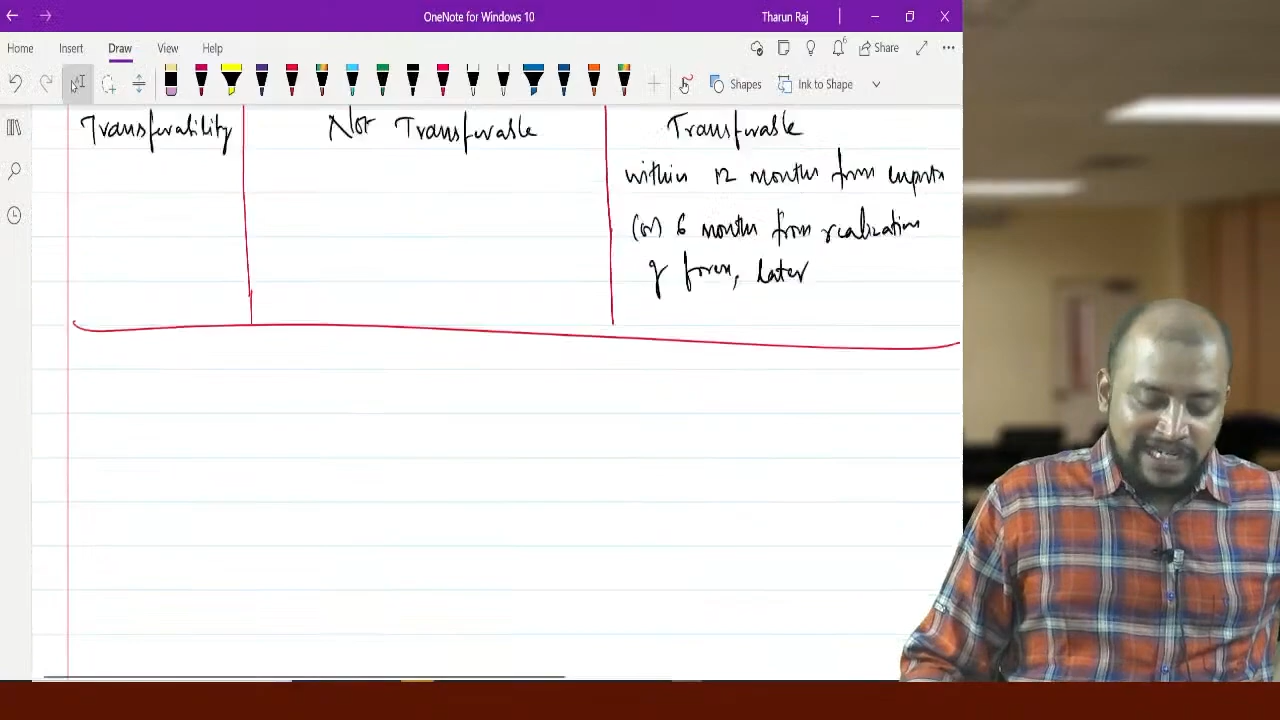 OneNote for Windows 10
Tharun Raj
Home Insert Draw View Help
6
Share
Shapes
Ink to Shape
Transferability
Not Transferable
Transferable
within 12 months from exports
(or) 6 months from realization
of forex, later